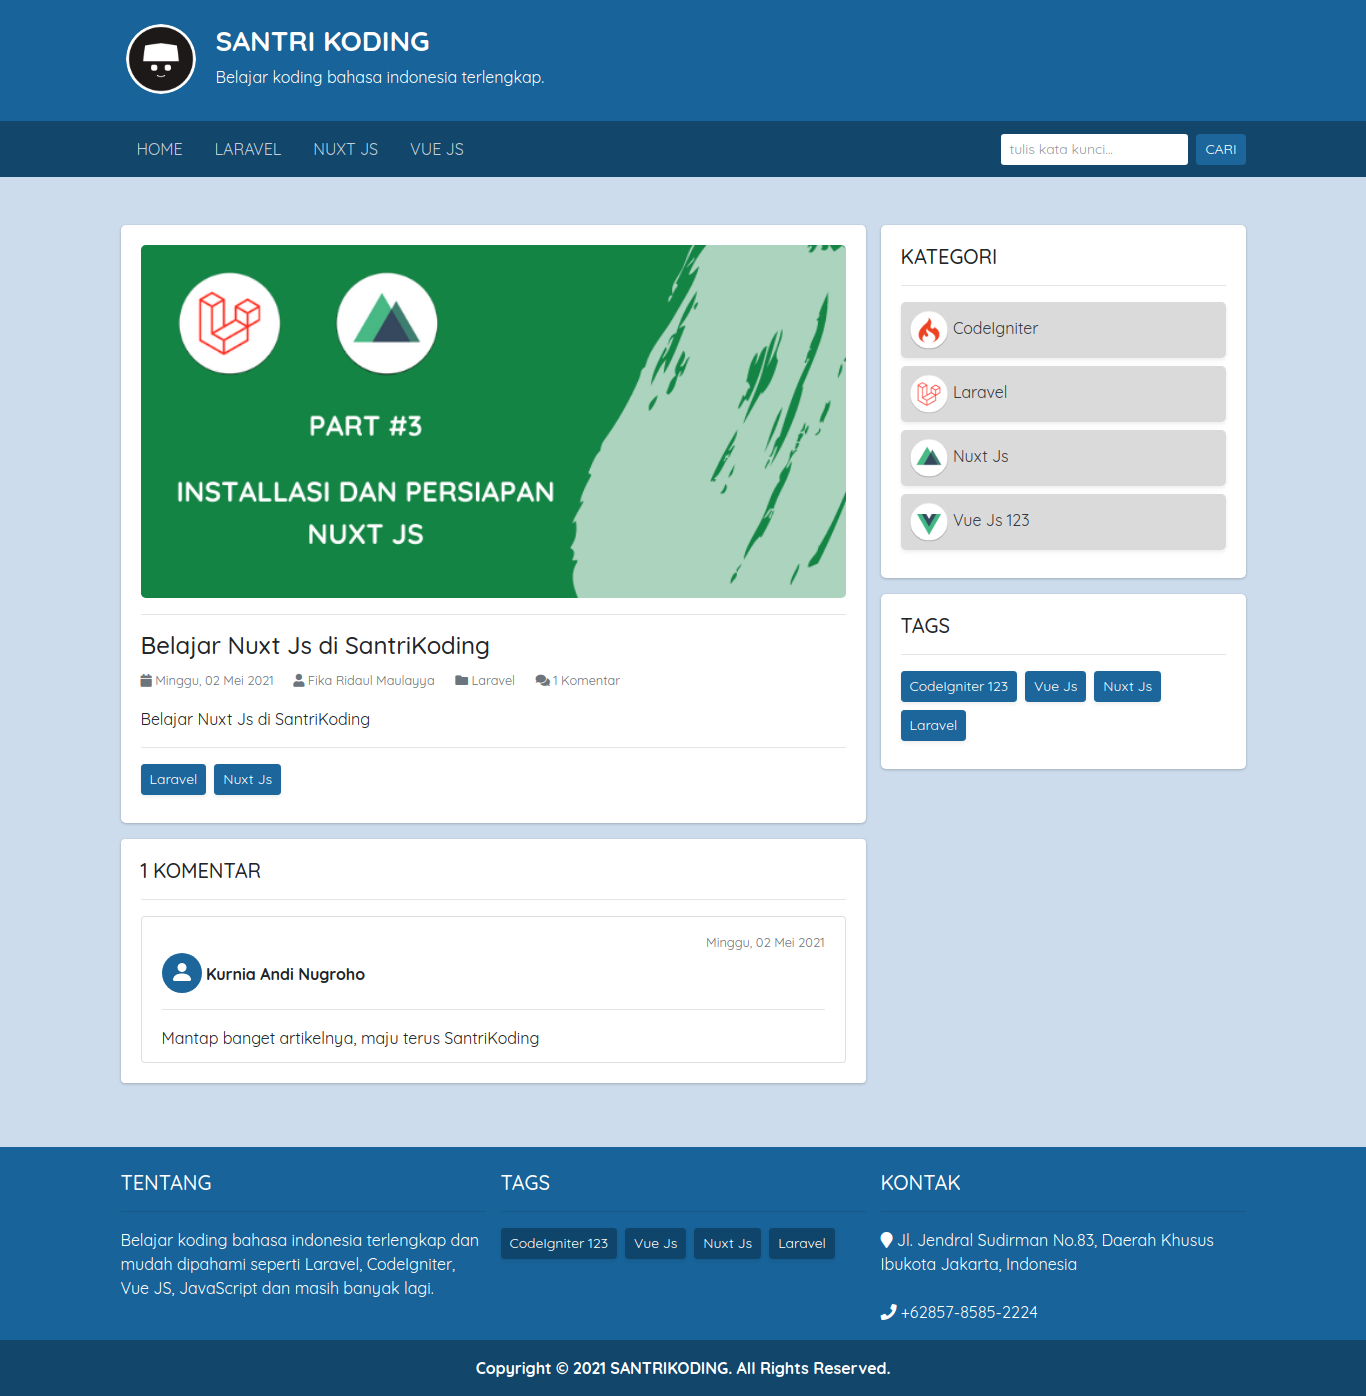 SANTRI KODING
Belajar koding bahasa indonesia terlengkap.
HOME LARAVEL NUXT JS VUE JS
tulis kata kunci... CARI
PART #3
INSTALLASI DAN PERSIAPAN
NUXT JS
Belajar Nuxt Js di SantriKoding
Minggu, 02 Mei 2021 Fika Ridaul Maulayya Laravel 1 Komentar
Belajar Nuxt Js di SantriKoding
Laravel Nuxt Js
1 KOMENTAR
Minggu, 02 Mei 2021
Kurnia Andi Nugroho
Mantap banget artikelnya, maju terus SantriKoding
KATEGORI
CodeIgniter
Laravel
Nuxt Js
Vue Js 123
TAGS
CodeIgniter 123 Vue Js Nuxt Js
Laravel
TENTANG
Belajar koding bahasa indonesia terlengkap dan
mudah dipahami seperti Laravel, CodeIgniter,
Vue JS, JavaScript dan masih banyak lagi.
TAGS
CodeIgniter 123 Vue Js Nuxt Js Laravel
KONTAK
Jl. Jendral Sudirman No.83, Daerah Khusus
Ibukota Jakarta, Indonesia
+62857-8585-2224
Copyright © 2021 SANTRIKODING. All Rights Reserved.